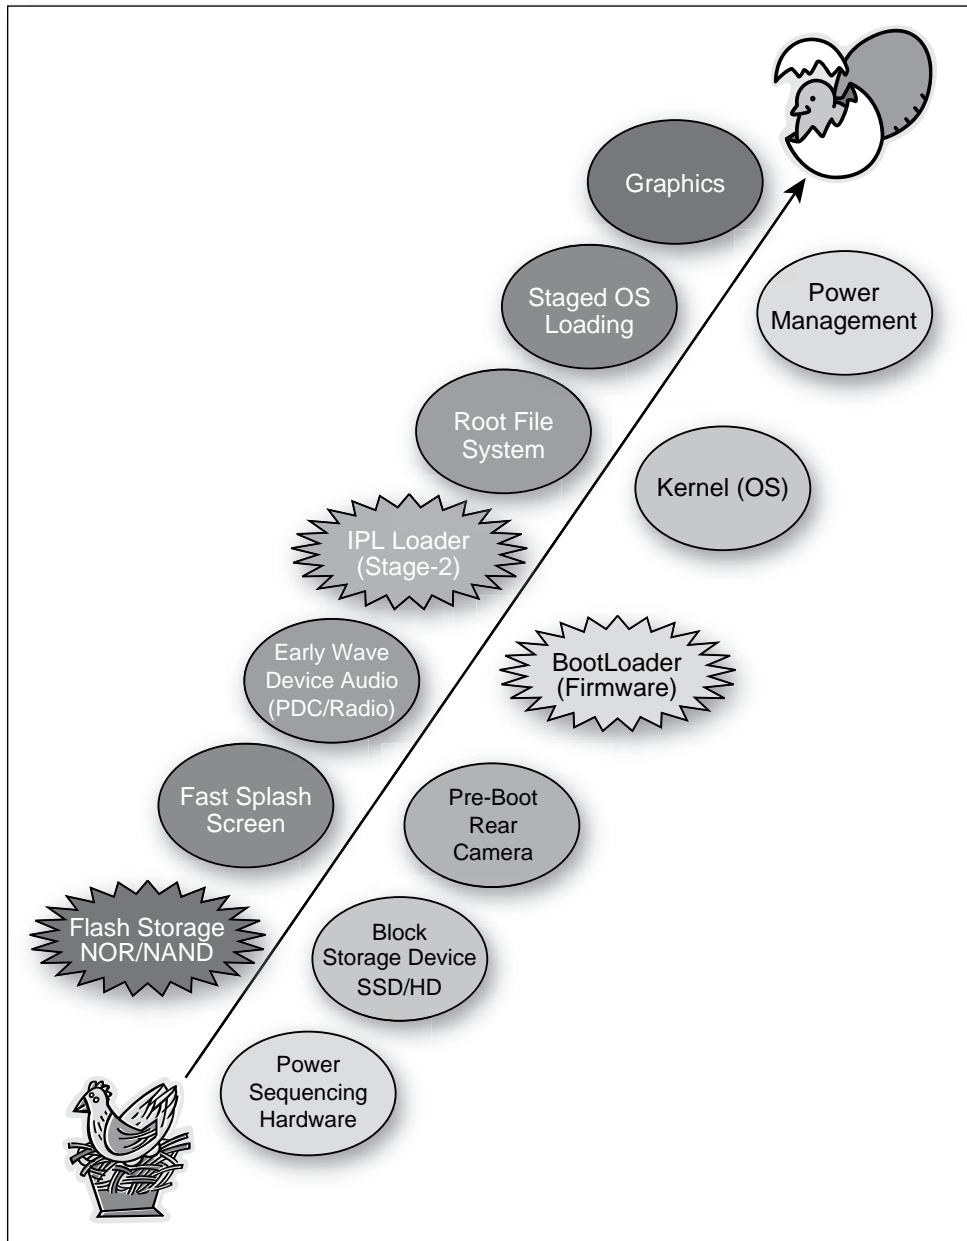 Graphics
Staged OS
Loading
Power
Management
Root File
System
Kernel (OS)
IPL Loader
(Stage-2)
Early Wave
Device Audio
(PDC/Radio)
BootLoader
(Firmware)
Fast Splash
Screen
Pre-Boot
Rear
Camera
Flash Storage
NOR/NAND
Block
Storage Device
SSD/HD
Power
Sequencing
Hardware